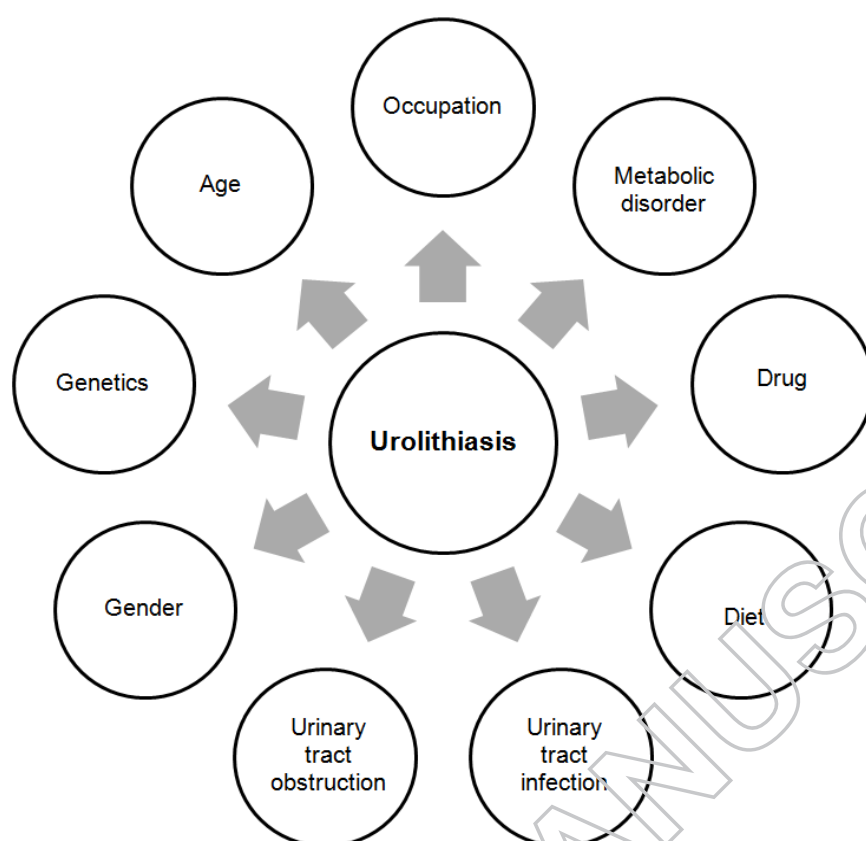 Occupation
Metabolic
disorder
Age
Drug
Genetics
Urolithiasis
Diet
Gender
Urinary
tract
obstruction
Urinary
tract
infection